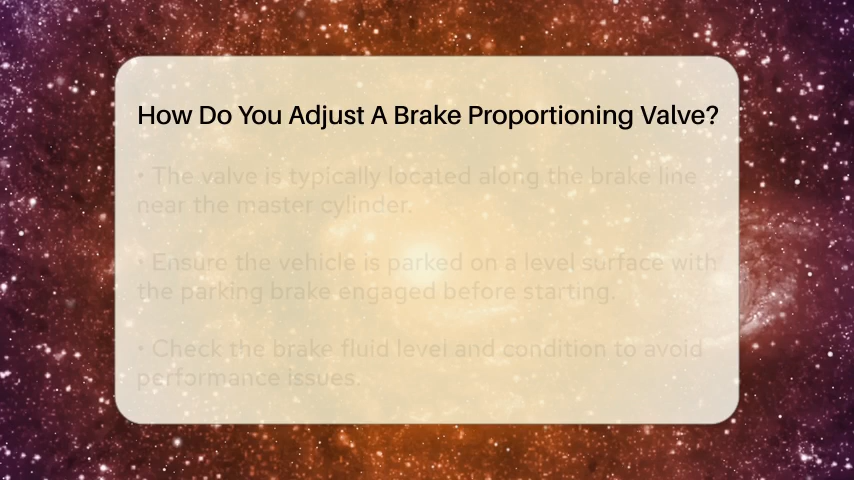 How Do You Adjust A Brake Proportioning Valve?
• The valve is typically located along the brake line
near the master cylinder.
• Ensure the vehicle is parked on a level surface with
the parking brake engaged before starting.
• Check the brake fluid level and condition to avoid
performance issues.